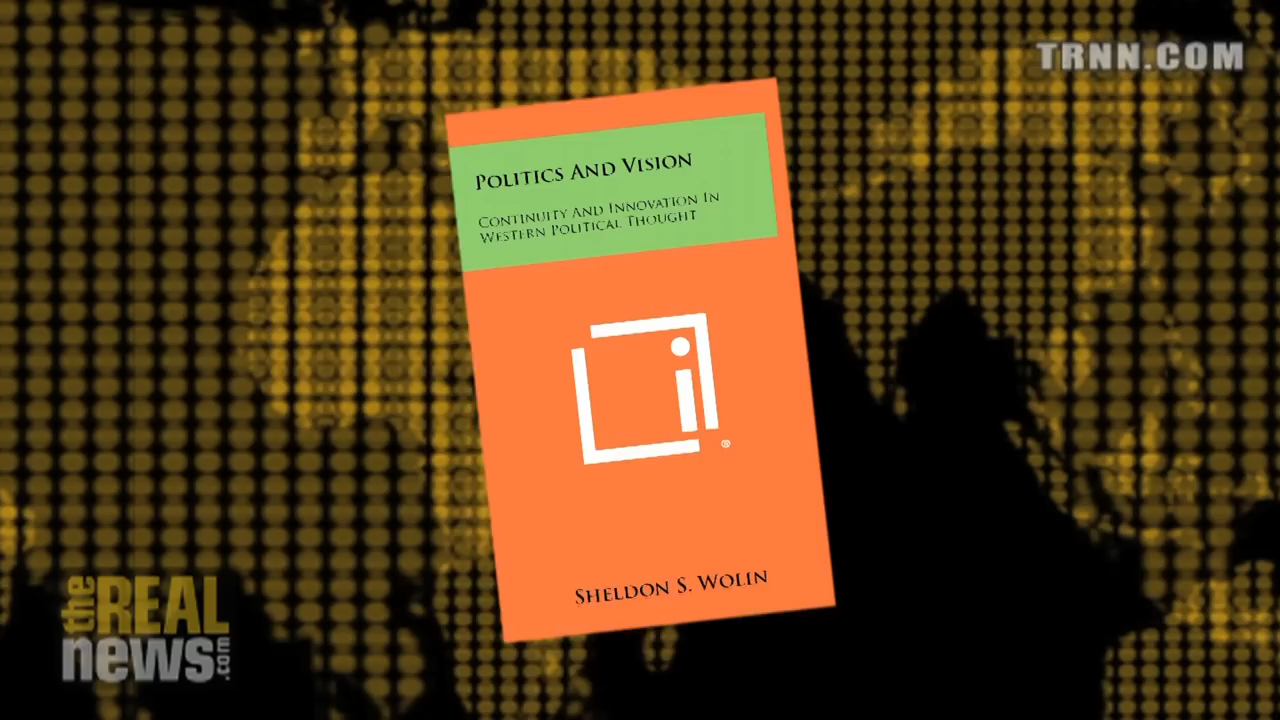 TRNN.COM
POLITICS AND VISION
CONTINUITY AND INNOVATION IN
WESTERN POLITICAL THOUGHT
i
®
SHELDON S. WOLIN
the REAL
news.com